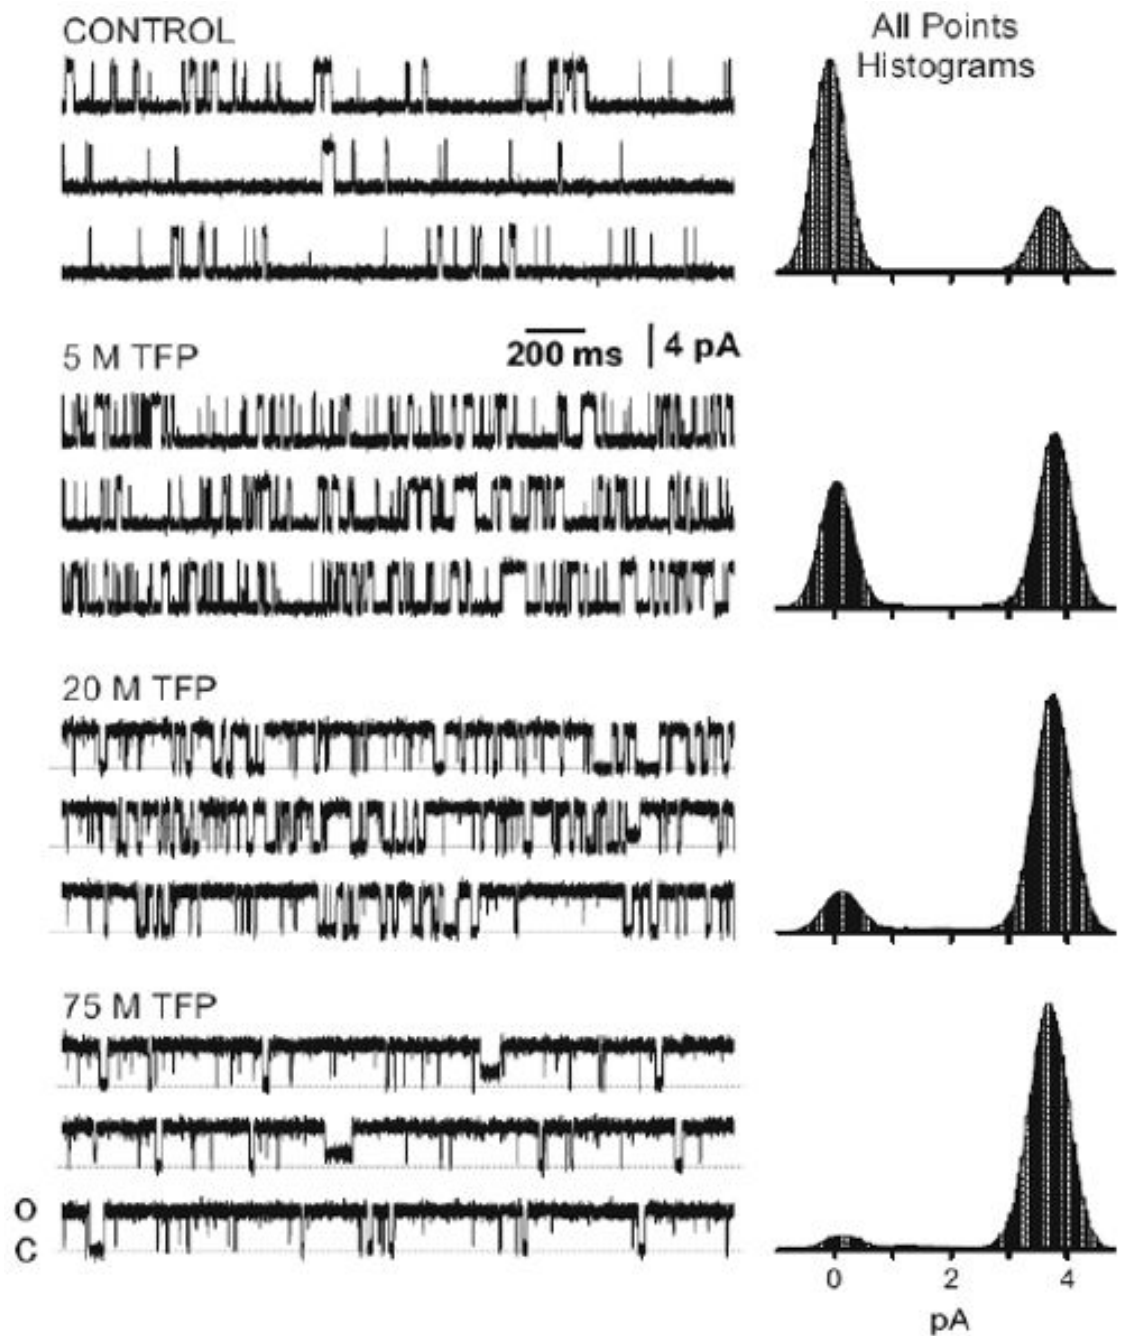 CONTROL
All Points
Histograms
5 M TFP
200 ms
4 pA
20 M TFP
75 M TFP
O
C
0 2 4
pA